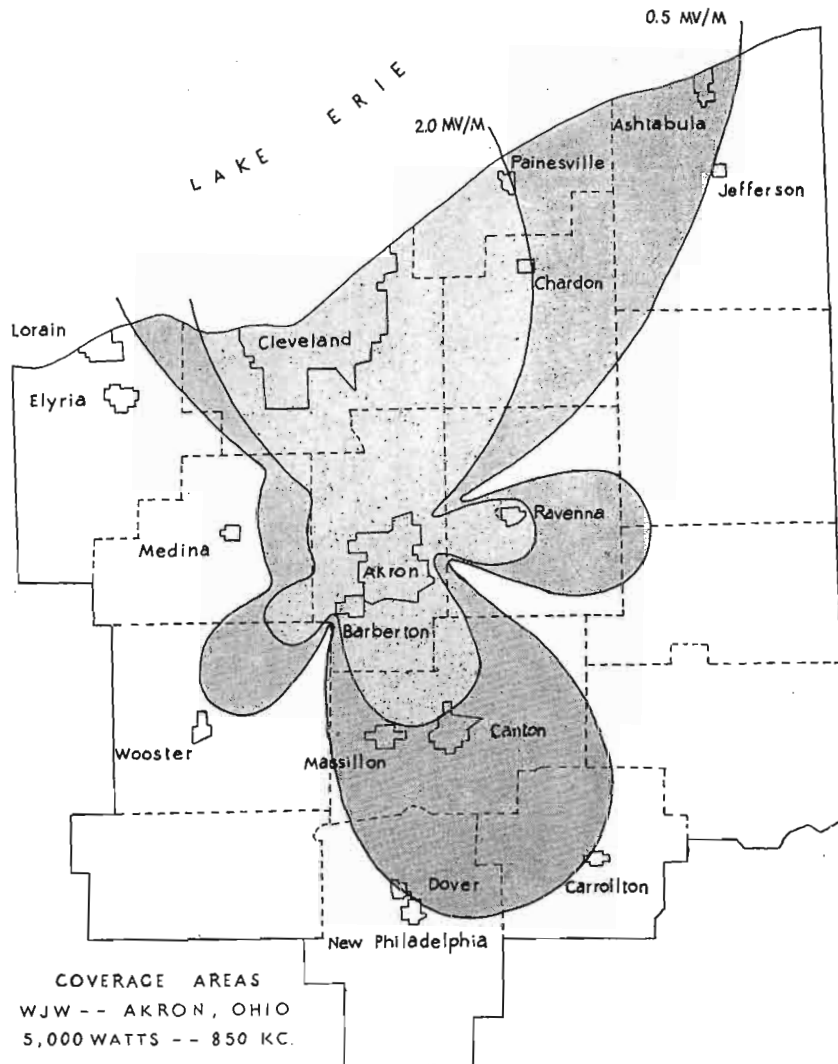 0.5 MV/M
LAKE ERIE
2.0 MV/M
Ashtabula
Painesville
Jefferson
Chardon
Lorain
Cleveland
Elyria
Ravenna
Medina
Akron
Barberton
Wooster
Massillon
Canton
Dover
Carrollton
New Philadelphia
COVERAGE AREAS
WJW -- AKRON, OHIO
5,000 WATTS -- 850 KC.